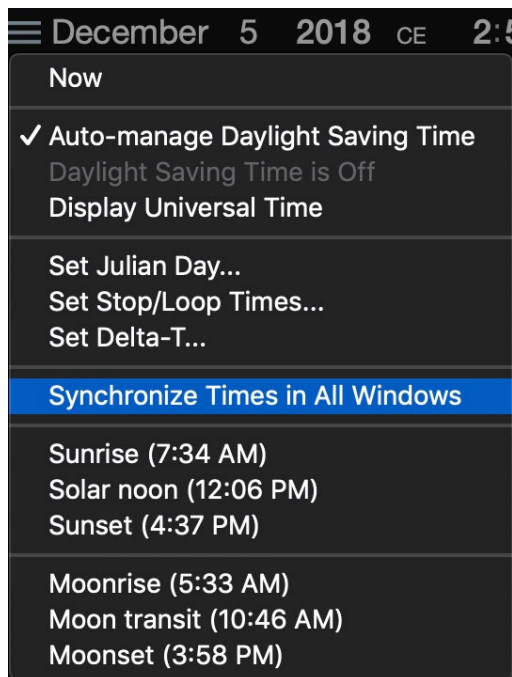 December 5 2018 CE 2:5
Now
✓ Auto-manage Daylight Saving Time
Daylight Saving Time is Off
Display Universal Time
Set Julian Day...
Set Stop/Loop Times...
Set Delta-T...
Synchronize Times in All Windows
Sunrise (7:34 AM)
Solar noon (12:06 PM)
Sunset (4:37 PM)
Moonrise (5:33 AM)
Moon transit (10:46 AM)
Moonset (3:58 PM)